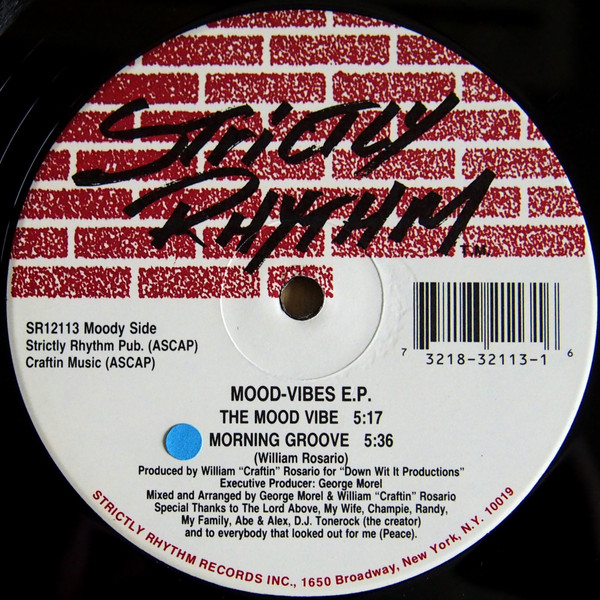 STRICTLY
RHYTHM
T.M.
SR12113 Moody Side
Strictly Rhythm Pub. (ASCAP)
Craftin Music (ASCAP)
7 3218-32113-1 6
MOOD-VIBES E.P.
THE MOOD VIBE 5:17
MORNING GROOVE 5:36
(William Rosario)
Produced by William “Craftin” Rosario for “Down Wit It Productions”
Executive Producer: George Morel
Mixed and Arranged by George Morel & William “Craftin” Rosario
Special Thanks to The Lord Above, My Wife, Champie, Randy,
My Family, Abe & Alex, D.J. Tonerock (the creator)
and to everybody that looked out for me (Peace).
STRICTLY RHYTHM RECORDS INC., 1650 Broadway, New York, N.Y. 10019